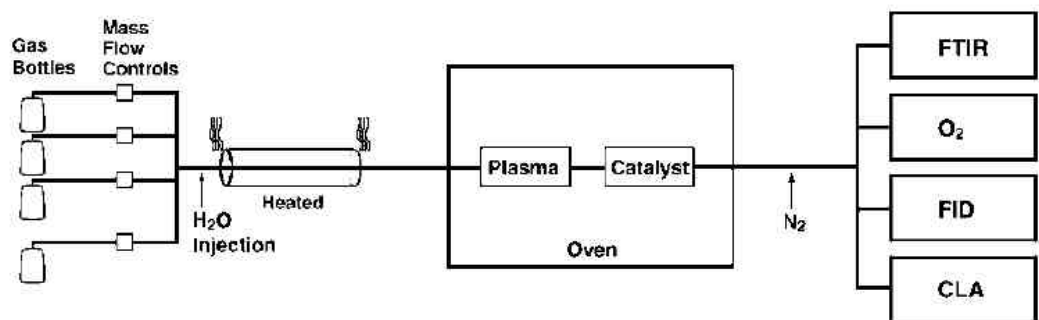 Gas
Bottles
Mass
Flow
Controls
H₂O
Injection
Heated
Plasma
Catalyst
Oven
N₂
FTIR
O₂
FID
CLA